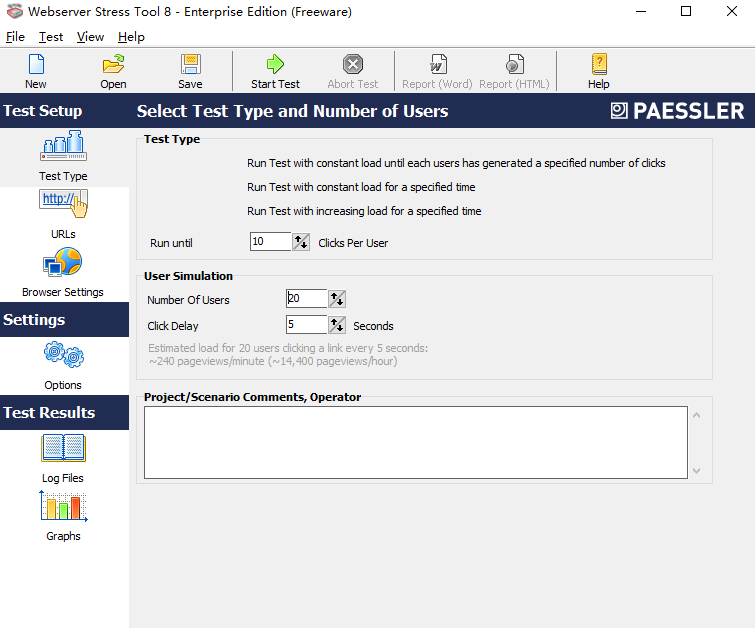 Webserver Stress Tool 8 - Enterprise Edition (Freeware)
File Test View Help
New Open Save Start Test Abort Test Report (Word) Report (HTML) Help
Test Setup
Select Test Type and Number of Users
PAESSLER
Test Type
URLs
http://
Browser Settings
Settings
Options
Test Results
Log Files
Graphs
Test Type
Run Test with constant load until each users has generated a specified number of clicks
Run Test with constant load for a specified time
Run Test with increasing load for a specified time
Run until 10 Clicks Per User
User Simulation
Number Of Users 20
Click Delay 5 Seconds
Estimated load for 20 users clicking a link every 5 seconds:
~240 pageviews/minute (~14,400 pageviews/hour)
Project/Scenario Comments, Operator